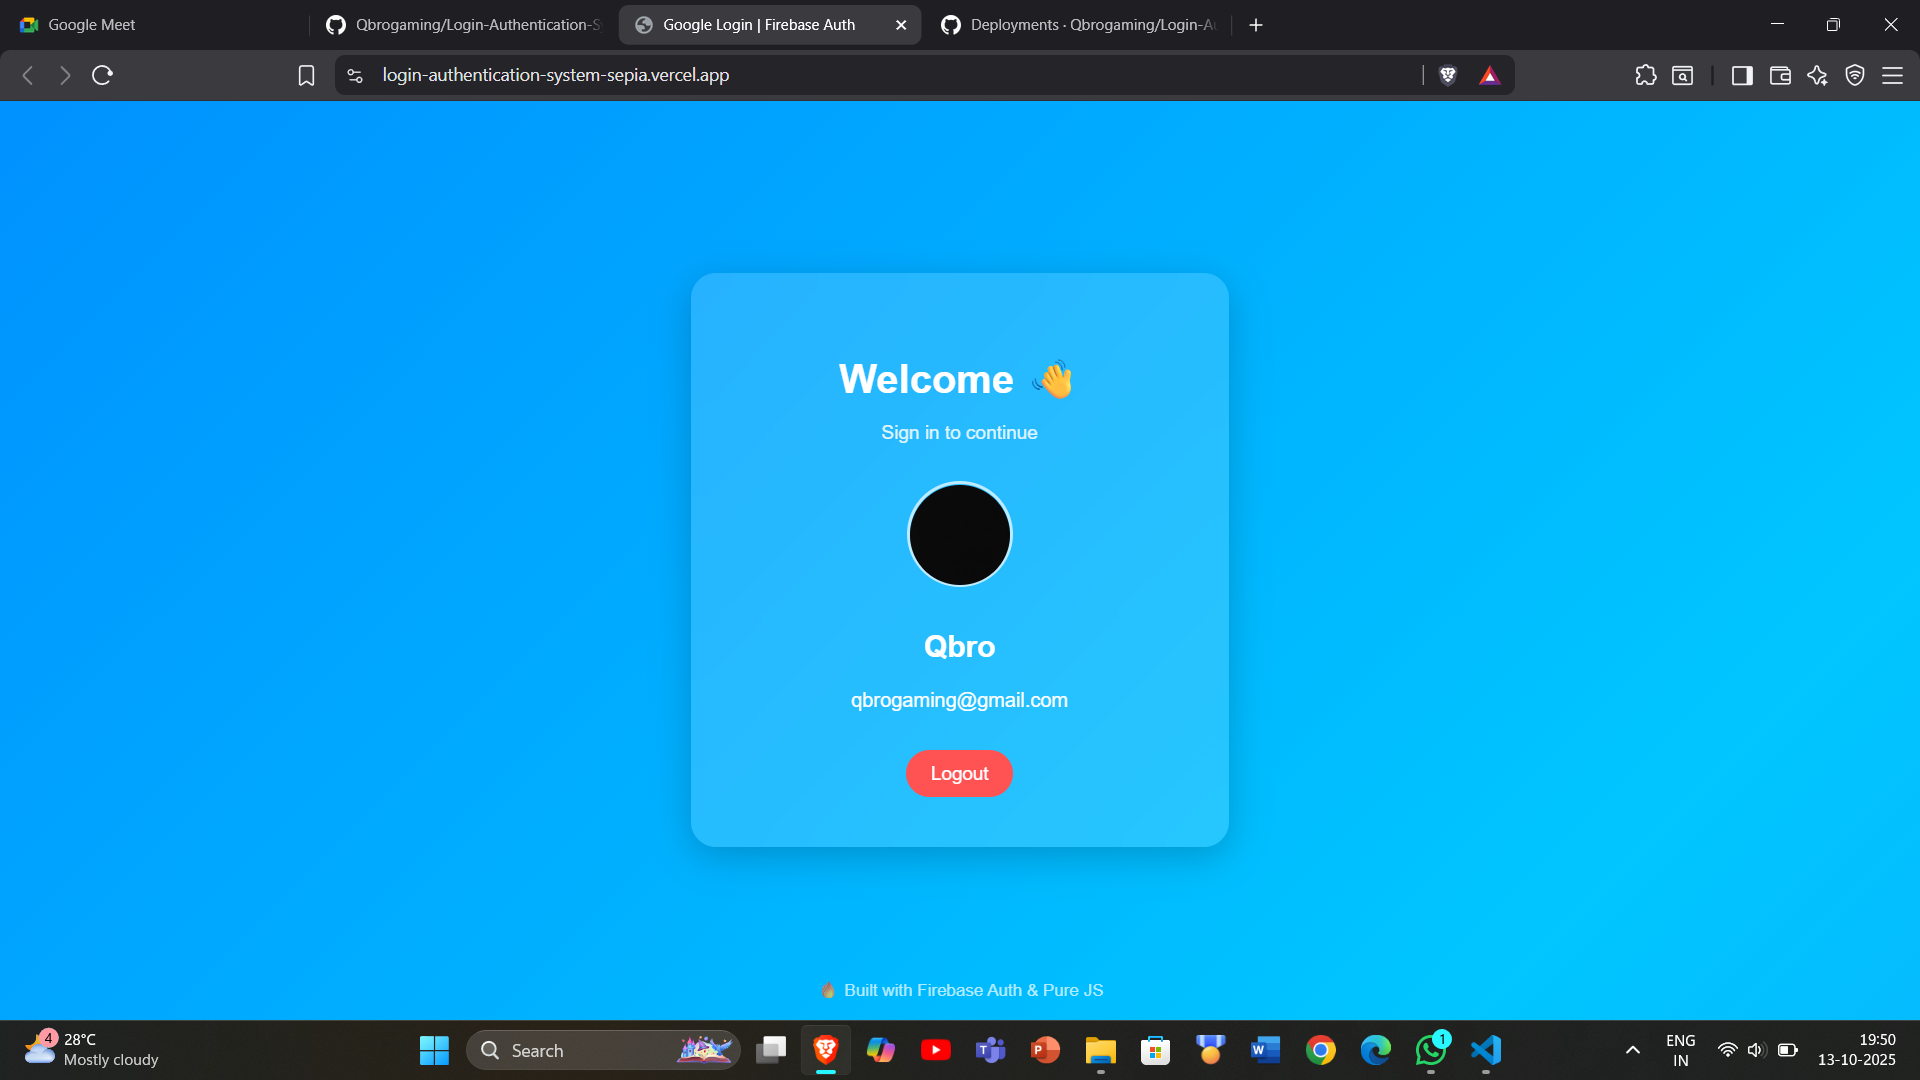 Google Meet
Qbrogaming/Login-Authentication-S
Google Login | Firebase Auth
Deployments · Qbrogaming/Login-A
login-authentication-system-sepia.vercel.app
Welcome 👋
Sign in to continue
Qbro
qbrogaming@gmail.com
Logout
🔥 Built with Firebase Auth & Pure JS
4
28°C
Mostly cloudy
Search
1
ENG
IN
19:50
13-10-2025